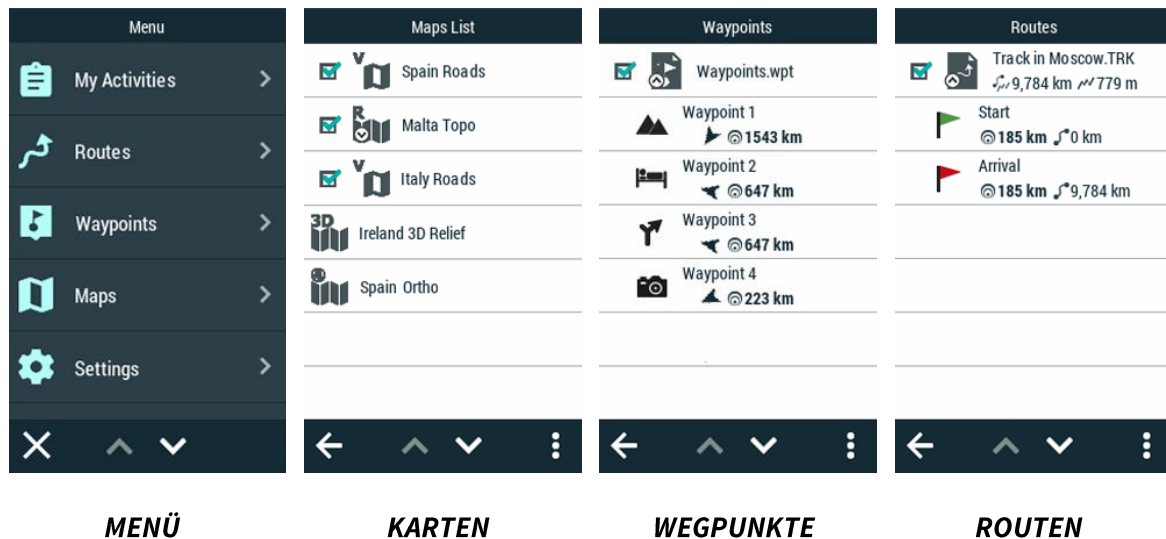 Menu
My Activities
Routes
Waypoints
Maps
Settings
Maps List
V
Spain Roads
R
Malta Topo
V
Italy Roads
3D
Ireland 3D Relief
Spain Ortho
Waypoints
Waypoints.wpt
Waypoint 1
1543 km
Waypoint 2
647 km
Waypoint 3
647 km
Waypoint 4
223 km
Routes
Track in Moscow.TRK
9,784 km 779 m
Start
185 km 0 km
Arrival
185 km 9,784 km
MENÜ
KARTEN
WEGPUNKTE
ROUTEN